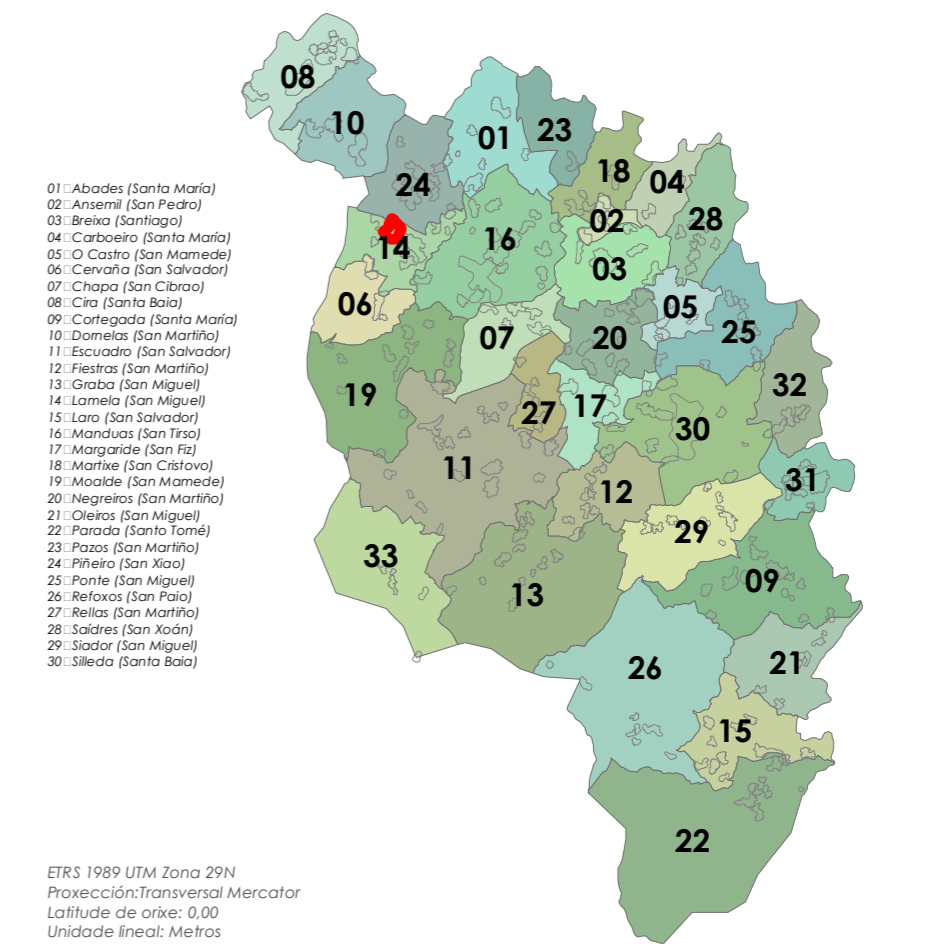 08
10
01
23
18
04
24
02
28
14
16
03
06
05
07
20
25
19
27
17
32
30
11
12
31
29
33
13
09
26
21
15
22
01□Abades (Santa María)
02□Ansemil (San Pedro)
03□Breixa (Santiago)
04□Carboeiro (Santa María)
05□O Castro (San Mamede)
06□Cervaña (San Salvador)
07□Chapa (San Cibrao)
08□Cira (Santa Baia)
09□Cortegada (Santa María)
10□Dornelas (San Martiño)
11□Escuadro (San Salvador)
12□Fiestras (San Martiño)
13□Graba (San Miguel)
14□Lamela (San Miguel)
15□Laro (San Salvador)
16□Manduas (San Tirso)
17□Margaride (San Fiz)
18□Martixe (San Cristovo)
19□Moalde (San Mamede)
20□Negreiros (San Martiño)
21□Oleiros (San Miguel)
22□Parada (Santo Tomé)
23□Pazos (San Martiño)
24□Piñeiro (San Xiao)
25□Ponte (San Miguel)
26□Refoxos (San Paio)
27□Rellas (San Martiño)
28□Saídres (San Xoán)
29□Siador (San Miguel)
30□Silleda (Santa Baia)
ETRS 1989 UTM Zona 29N
Proxección:Transversal Mercator
Latitude de orixe: 0,00
Unidade lineal: Metros